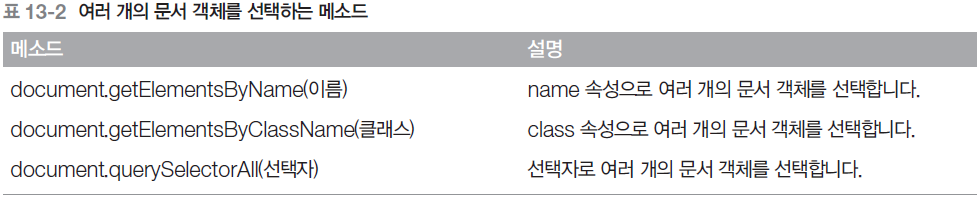 표 13-2 여러 개의 문서 객체를 선택하는 메소드
메소드 설명
document.getElementsByName(이름) name 속성으로 여러 개의 문서 객체를 선택합니다.
document.getElementsByClassName(클래스) class 속성으로 여러 개의 문서 객체를 선택합니다.
document.querySelectorAll(선택자) 선택자로 여러 개의 문서 객체를 선택합니다.